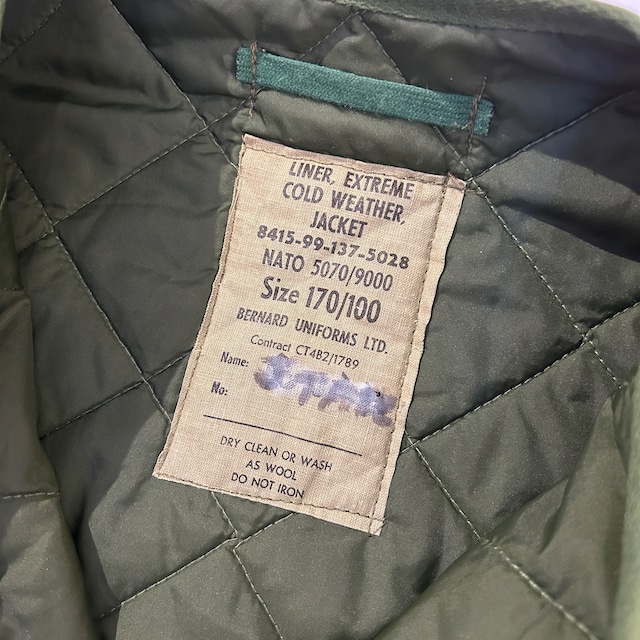 LINER, EXTREME
COLD WEATHER,
JACKET
8415-99-137-5028
NATO 5070/9000
Size 170/100
BERNARD UNIFORMS LTD.
Contract CT4B2/1789
Name:
No:
DRY CLEAN OR WASH
AS WOOL
DO NOT IRON